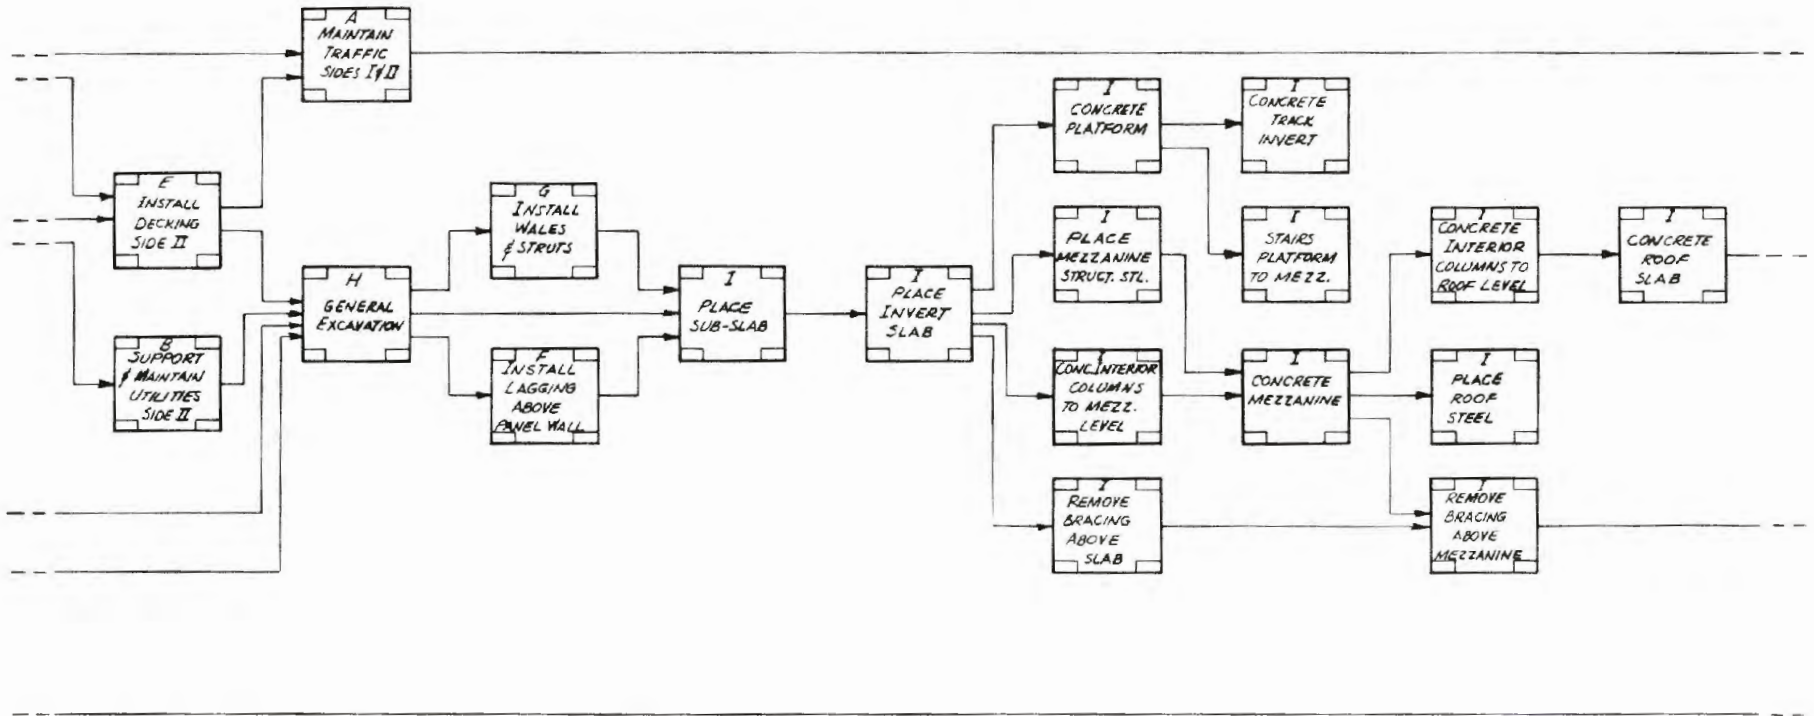 A
MAINTAIN
TRAFFIC
SIDES I & II
E
INSTALL
DECKING
SIDE II
B
SUPPORT
& MAINTAIN
UTILITIES
SIDE II
H
GENERAL
EXCAVATION
G
INSTALL
WALES
& STRUTS
F
INSTALL
LAGGING
ABOVE
PANEL WALL
I
PLACE
SUB-SLAB
I
PLACE
INVERT
SLAB
I
CONCRETE
PLATFORM
I
CONCRETE
TRACK
INVERT
I
PLACE
MEZZANINE
STRUCT. STL.
I
STAIRS
PLATFORM
TO MEZZ.
I
CONCRETE
INTERIOR
COLUMNS TO
ROOF LEVEL
I
CONCRETE
ROOF
SLAB
I
CONC. INTERIOR
COLUMNS
TO MEZZ.
LEVEL
I
CONCRETE
MEZZANINE
I
PLACE
ROOF
STEEL
I
REMOVE
BRACING
ABOVE
SLAB
I
REMOVE
BRACING
ABOVE
MEZZANINE